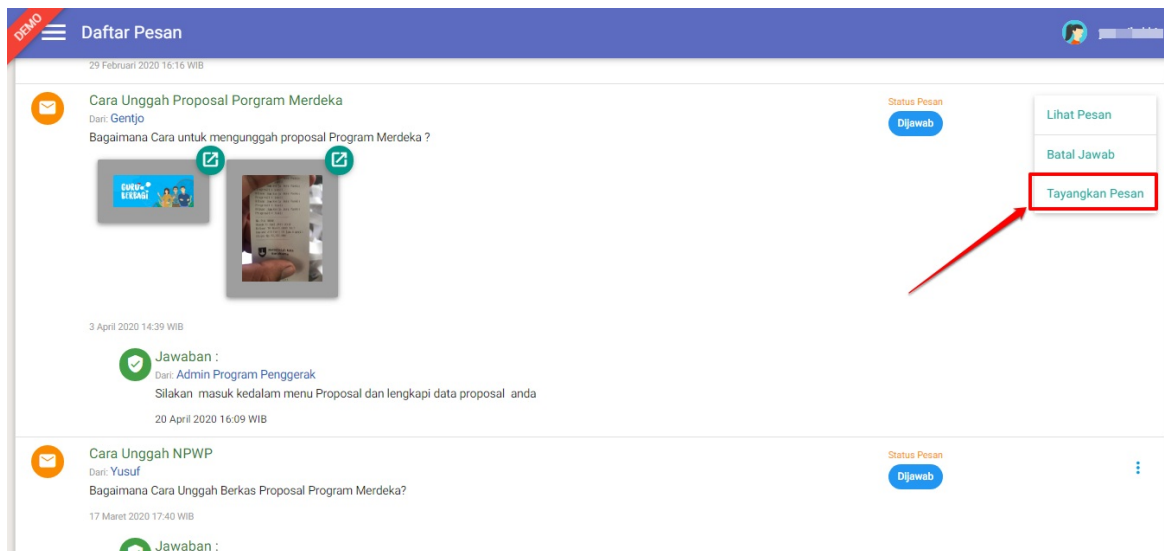 DEMO
Daftar Pesan
29 Februari 2020 16:16 WIB
Cara Unggah Proposal Porgram Merdeka
Dari: Gentjo
Bagaimana Cara untuk mengunggah proposal Program Merdeka ?
GURU
BERBAGI
3 April 2020 14:39 WIB
Jawaban :
Dari: Admin Program Penggerak
Silakan masuk kedalam menu Proposal dan lengkapi data proposal anda
20 April 2020 16:09 WIB
Status Pesan
Dijawab
Lihat Pesan
Batal Jawab
Tayangkan Pesan
Cara Unggah NPWP
Dari: Yusuf
Bagaimana Cara Unggah Berkas Proposal Program Merdeka?
17 Maret 2020 17:40 WIB
Status Pesan
Dijawab
Jawaban :